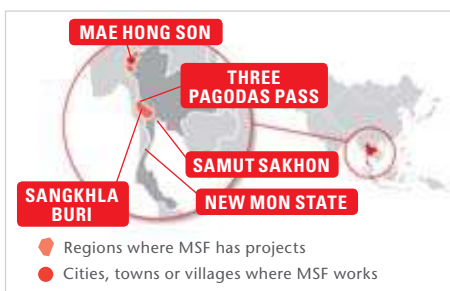 MAE HONG SON
THREE
PAGODAS PASS
SAMUT SAKHON
SANGKHLA
BURI
NEW MON STATE
Regions where MSF has projects
Cities, towns or villages where MSF works